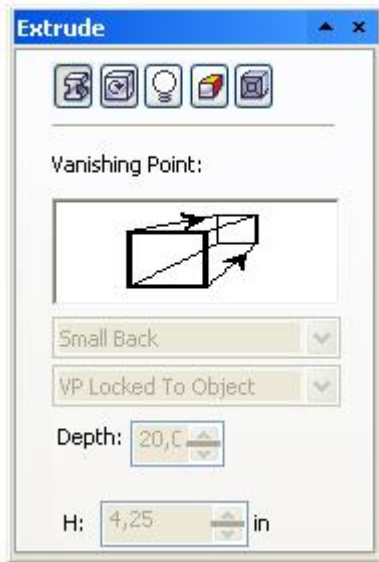 Extrude
Vanishing Point:
Small Back
VP Locked To Object
Depth: 20,0
H: 4,25 in